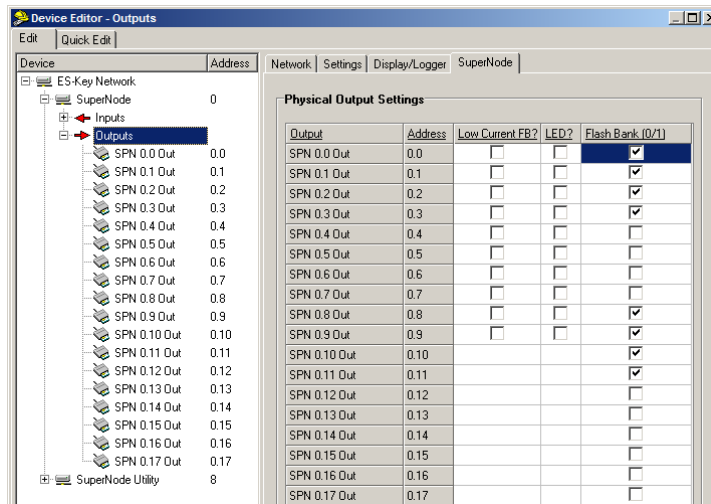 Device Editor - Outputs
Edit Quick Edit
Device Address
ES-Key Network
SuperNode 0
Inputs
Outputs
SPN 0.0 Out 0.0
SPN 0.1 Out 0.1
SPN 0.2 Out 0.2
SPN 0.3 Out 0.3
SPN 0.4 Out 0.4
SPN 0.5 Out 0.5
SPN 0.6 Out 0.6
SPN 0.7 Out 0.7
SPN 0.8 Out 0.8
SPN 0.9 Out 0.9
SPN 0.10 Out 0.10
SPN 0.11 Out 0.11
SPN 0.12 Out 0.12
SPN 0.13 Out 0.13
SPN 0.14 Out 0.14
SPN 0.15 Out 0.15
SPN 0.16 Out 0.16
SPN 0.17 Out 0.17
SuperNode Utility 8
Network Settings Display/Logger SuperNode
Physical Output Settings
Output Address Low Current FB? LED? Flash Bank (0/1)
SPN 0.0 Out 0.0
SPN 0.1 Out 0.1
SPN 0.2 Out 0.2
SPN 0.3 Out 0.3
SPN 0.4 Out 0.4
SPN 0.5 Out 0.5
SPN 0.6 Out 0.6
SPN 0.7 Out 0.7
SPN 0.8 Out 0.8
SPN 0.9 Out 0.9
SPN 0.10 Out 0.10
SPN 0.11 Out 0.11
SPN 0.12 Out 0.12
SPN 0.13 Out 0.13
SPN 0.14 Out 0.14
SPN 0.15 Out 0.15
SPN 0.16 Out 0.16
SPN 0.17 Out 0.17